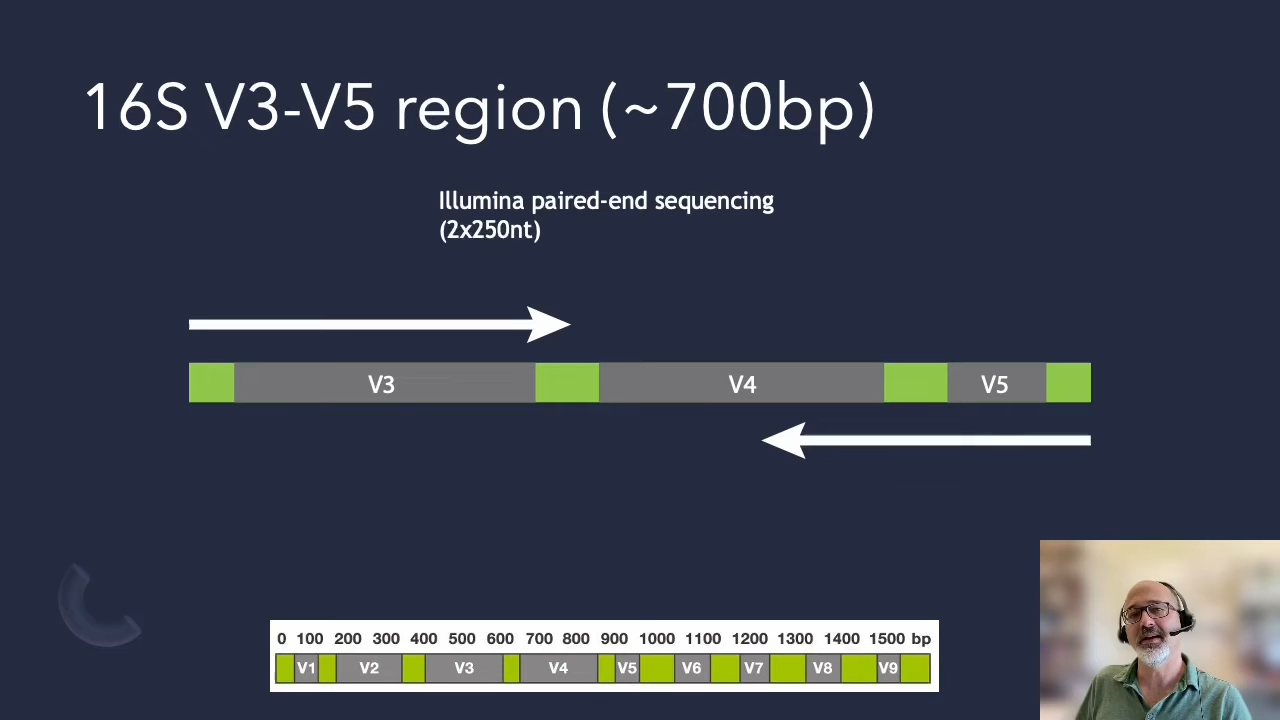 16S V3-V5 region (~700bp)
Illumina paired-end sequencing
(2x250nt)
V3 V4 V5
0 100 200 300 400 500 600 700 800 900 1000 1100 1200 1300 1400 1500 bp
V1 V2 V3 V4 V5 V6 V7 V8 V9